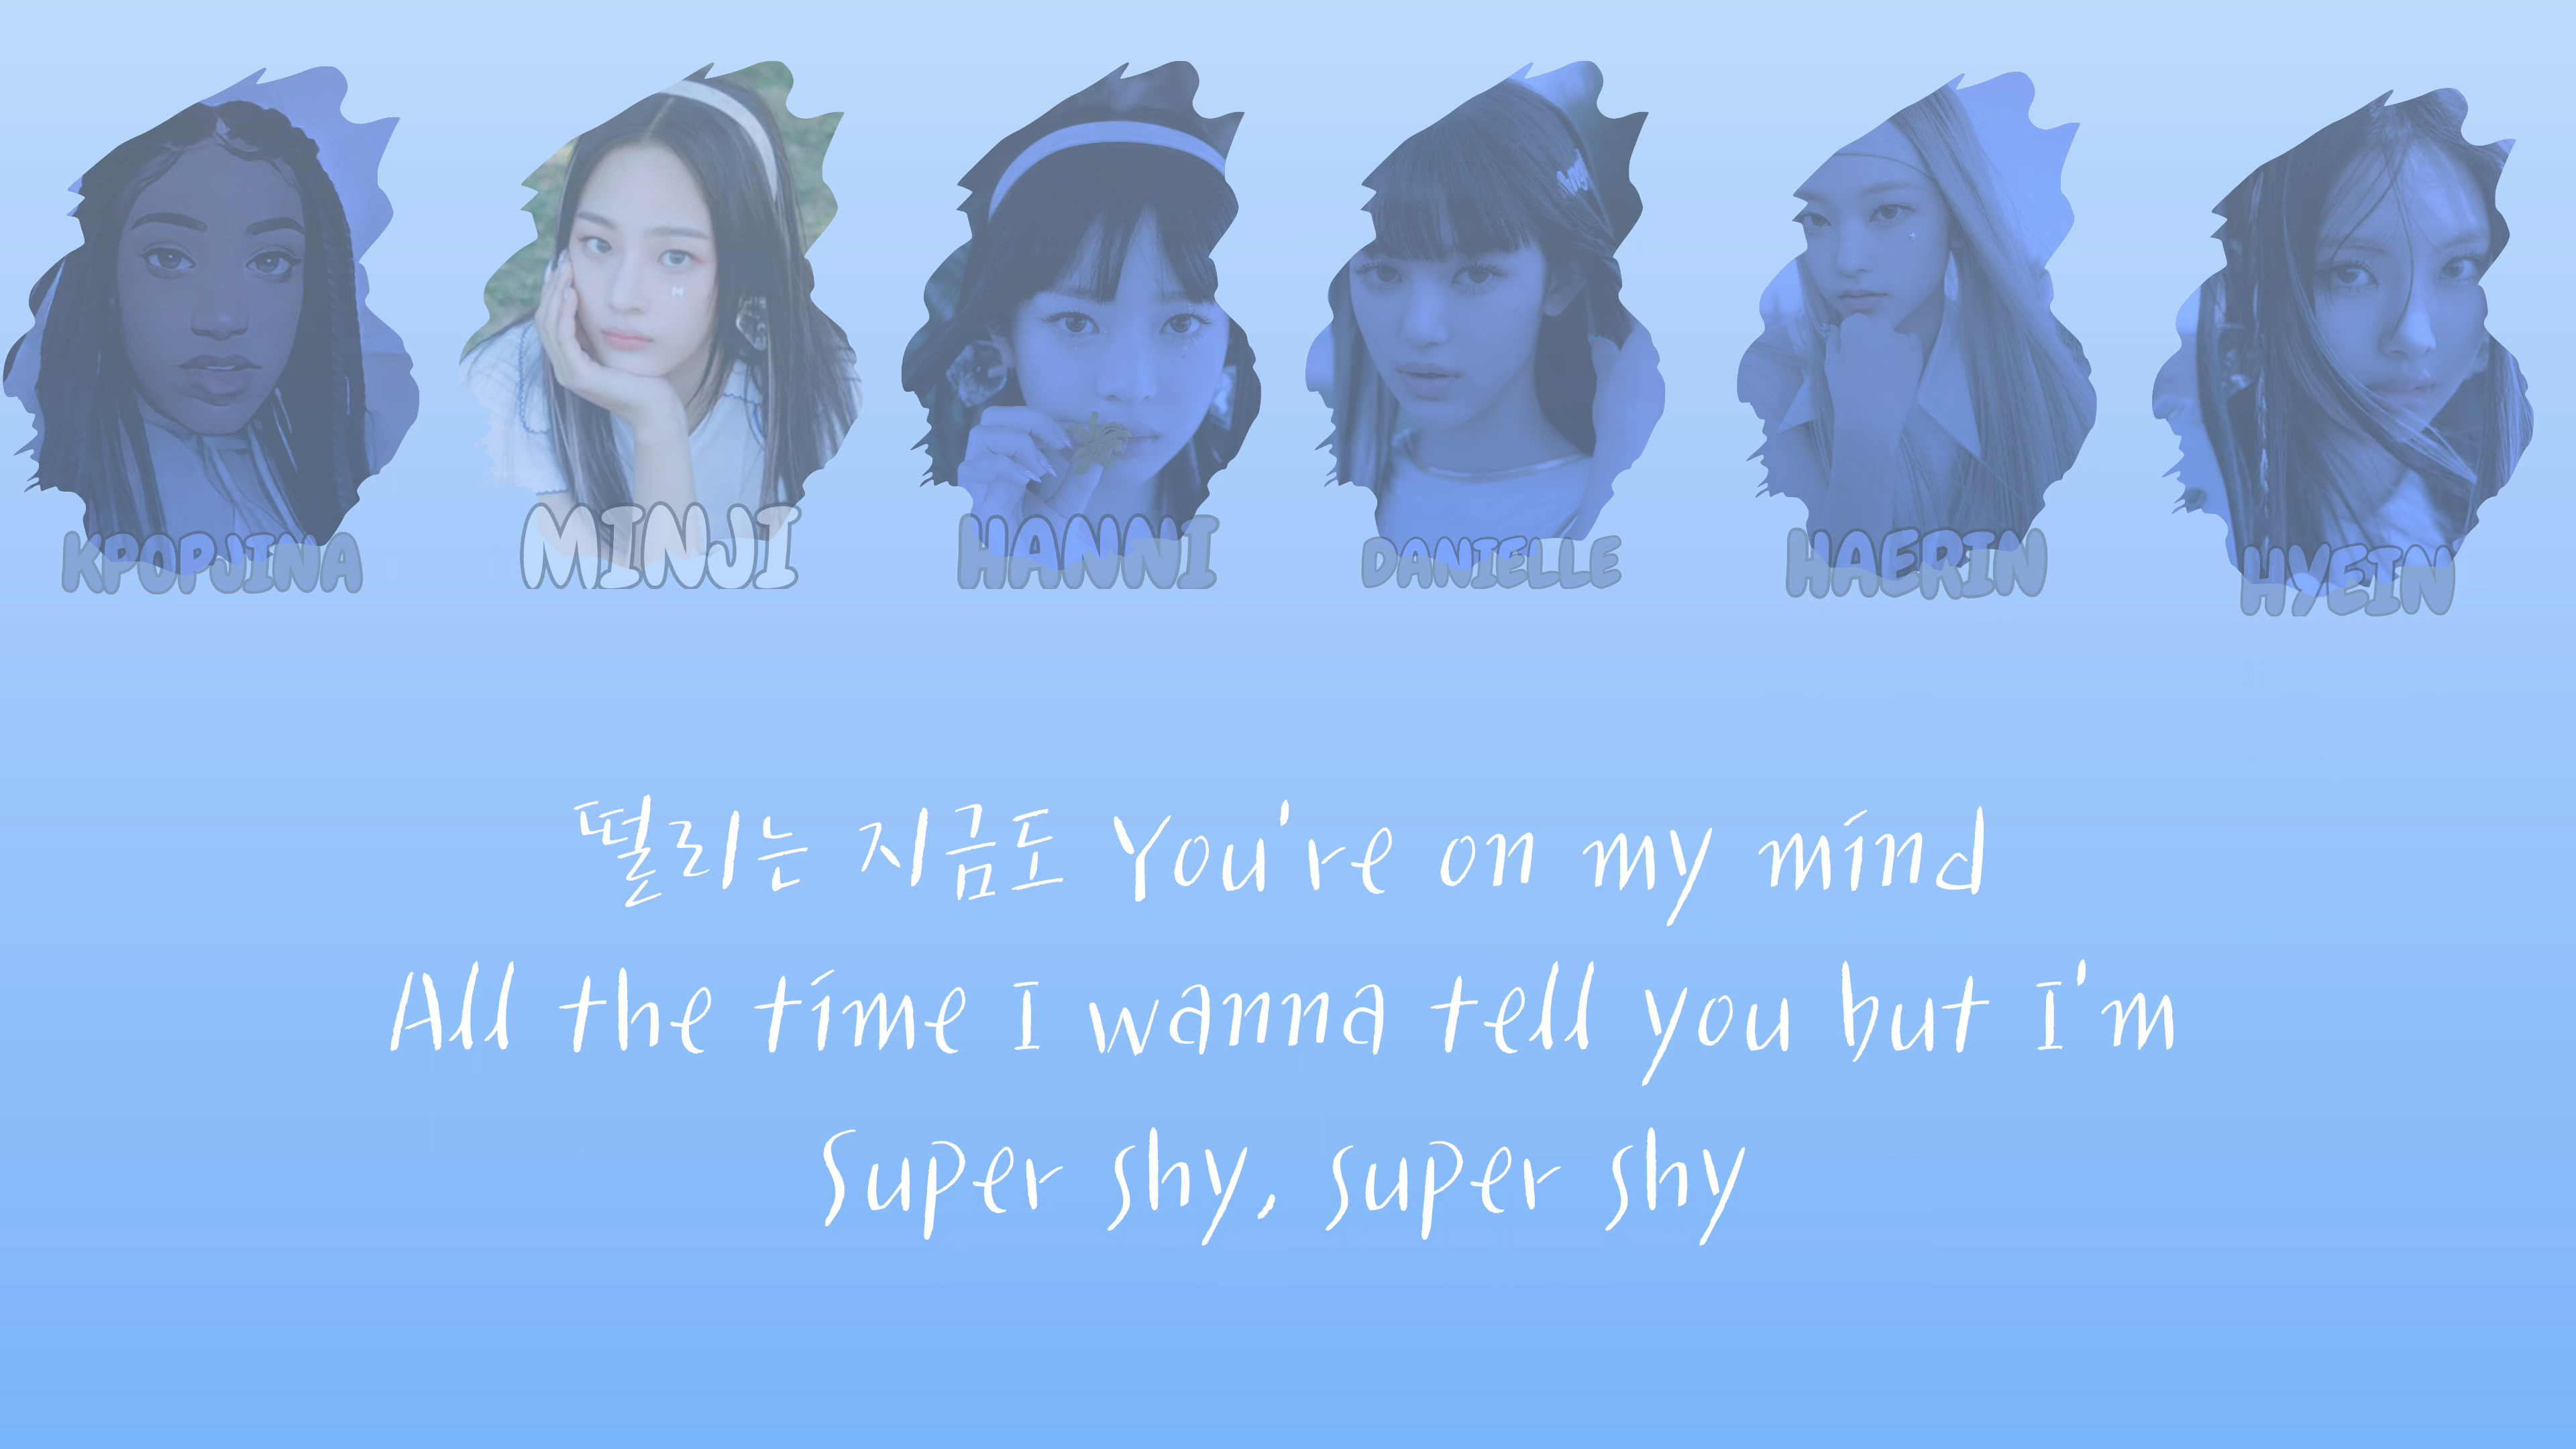 KPOPJINA
MINJI
HANNI
DANIELLE
HAERIN
HYEIN
떨리는 지금도 You're on my mind
All the time I wanna tell you but I'm
Super shy, super shy